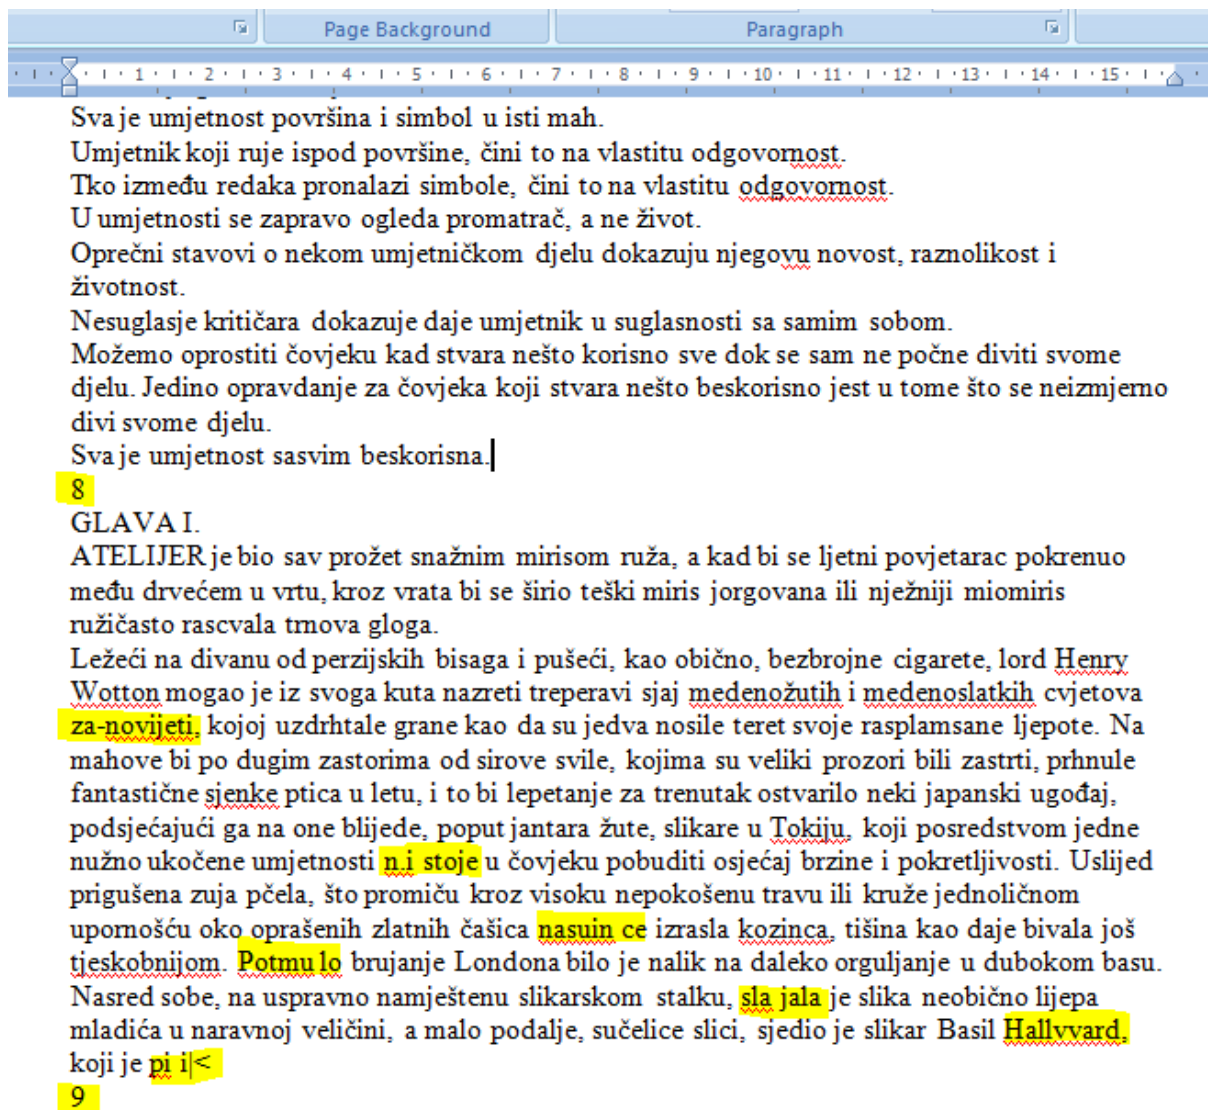 Page Background
Paragraph
1 2 3 4 5 6 7 8 9 10 11 12 13 14 15
Sva je umjetnost površina i simbol u isti mah.
Umjetnik koji ruje ispod površine, čini to na vlastitu odgovornost.
Tko između redaka pronalazi simbole, čini to na vlastitu odgovornost.
U umjetnosti se zapravo ogleda promatrač, a ne život.
Oprečni stavovi o nekom umjetničkom djelu dokazuju njegovu novost, raznolikost i
životnost.
Nesuglasje kritičara dokazuje daje umjetnik u suglasnosti sa samim sobom.
Možemo oprostiti čovjeku kad stvara nešto korisno sve dok se sam ne počne diviti svome
djelu. Jedino opravdanje za čovjeka koji stvara nešto beskorisno jest u tome što se neizmjerno
divi svome djelu.
Sva je umjetnost sasvim beskorisna.
8
GLAVA I.
ATELIJER je bio sav prožet snažnim mirisom ruža, a kad bi se ljetni povjetarac pokrenuo
među drvećem u vrtu, kroz vrata bi se širio teški miris jorgovana ili nježniji miomiris
ružičasto rascvala trnova gloga.
Ležeći na divanu od perzijskih bisaga i pušeći, kao obično, bezbrojne cigarete, lord Henry
Wotton mogao je iz svoga kuta nazreti treperavi sjaj medenožutih i medenoslatkih cvjetova
za-novijeti, kojoj uzdrhtale grane kao da su jedva nosile teret svoje rasplamsane ljepote. Na
mahove bi po dugim zastorima od sirove svile, kojima su veliki prozori bili zastrti, prhnule
fantastične sjenke ptica u letu, i to bi lepetanje za trenutak ostvarilo neki japanski ugođaj,
podsjećajući ga na one blijede, poput jantara žute, slikare u Tokiju, koji posredstvom jedne
nužno ukočene umjetnosti n.i stoje u čovjeku pobuditi osjećaj brzine i pokretljivosti. Uslijed
prigušena zuja pčela, što promiču kroz visoku nepokošenu travu ili kruže jednoličnom
upornošću oko oprašenih zlatnih čašica nasuin ce izrasla kozinca, tišina kao daje bivala još
tjeskobnijom. Potmu lo brujanje Londona bilo je nalik na daleko orguljanje u dubokom basu.
Nasred sobe, na uspravno namještenu slikarskom stalku, sla jala je slika neobično lijepa
mladića u naravnoj veličini, a malo podalje, sučelice slici, sjedio je slikar Basil Hallvvard,
koji je pi i|<
9